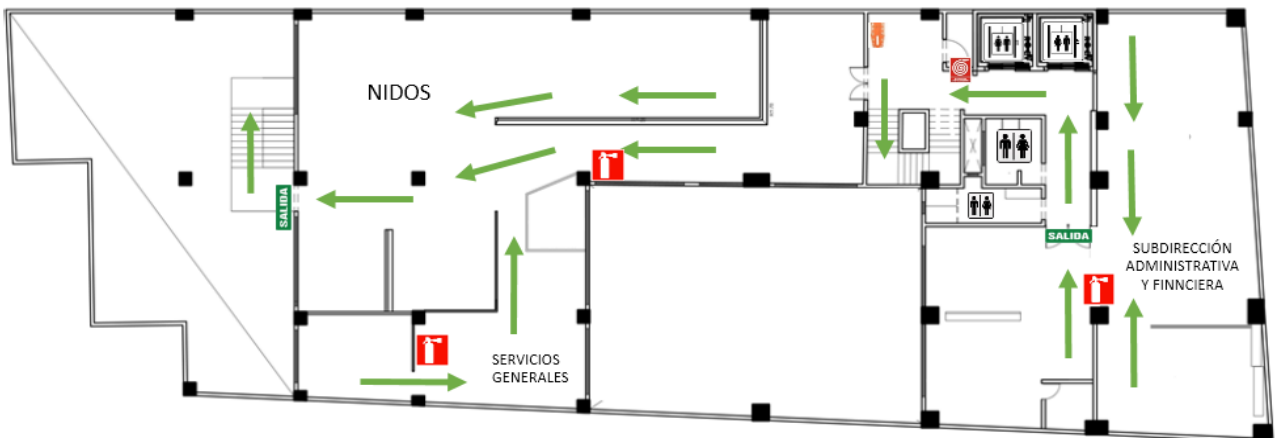 NIDOS
SALIDA
SERVICIOS
GENERALES
SALIDA
SUBDIRECCIÓN
ADMINISTRATIVA
Y FINNCIERA